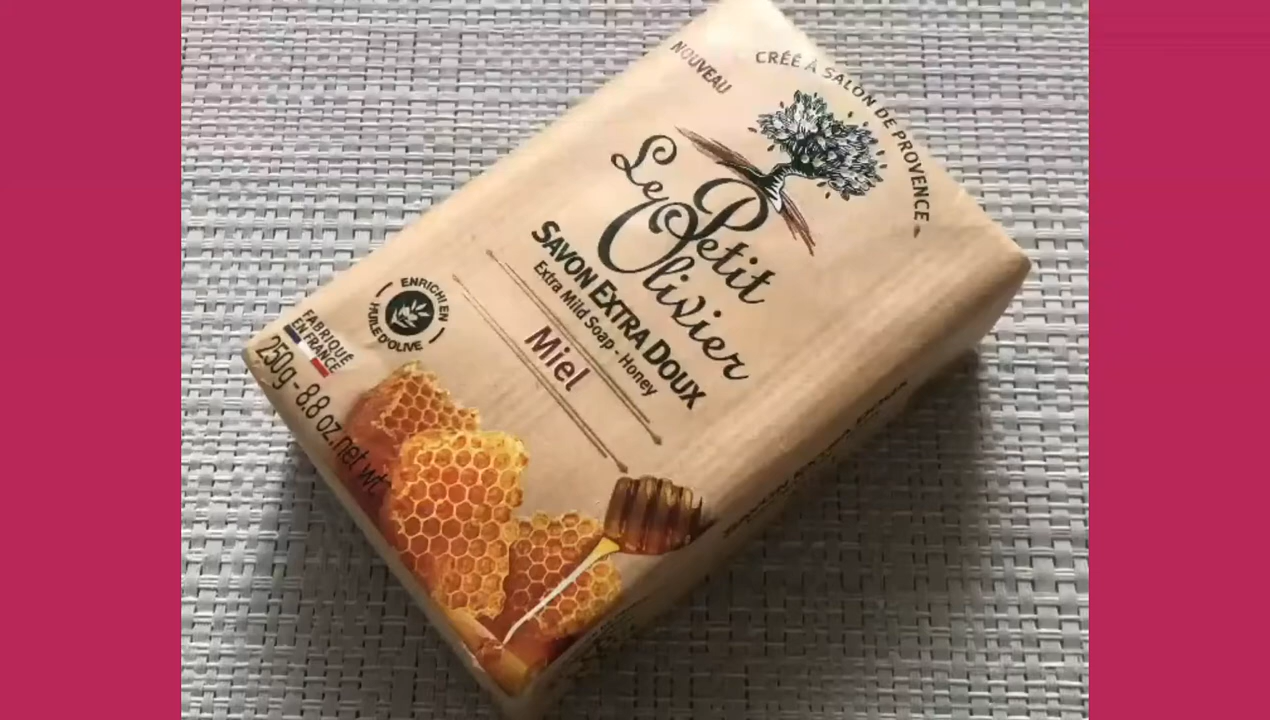 NOUVEAU
CRÉÉ À SALON DE PROVENCE
Le Petit
Olivier
SAVON EXTRA DOUX
Extra Mild Soap - Honey
Miel
ENRICHI EN
HUILE D'OLIVE
FABRIQUÉ
EN FRANCE
250g - 8.8 oz.net wt.